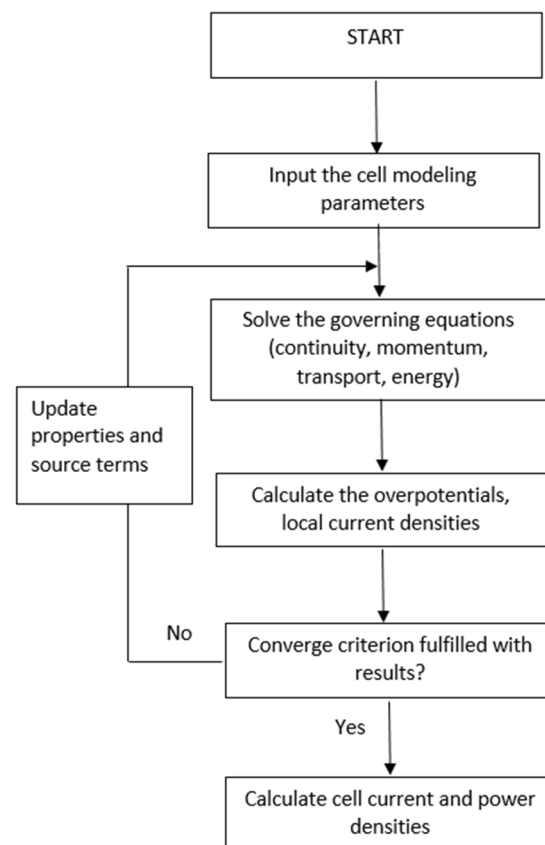 START
Input the cell modeling
parameters
Solve the governing equations
(continuity, momentum,
transport, energy)
Update
properties and
source terms
Calculate the overpotentials,
local current densities
No
Converge criterion fulfilled with
results?
Yes
Calculate cell current and power
densities